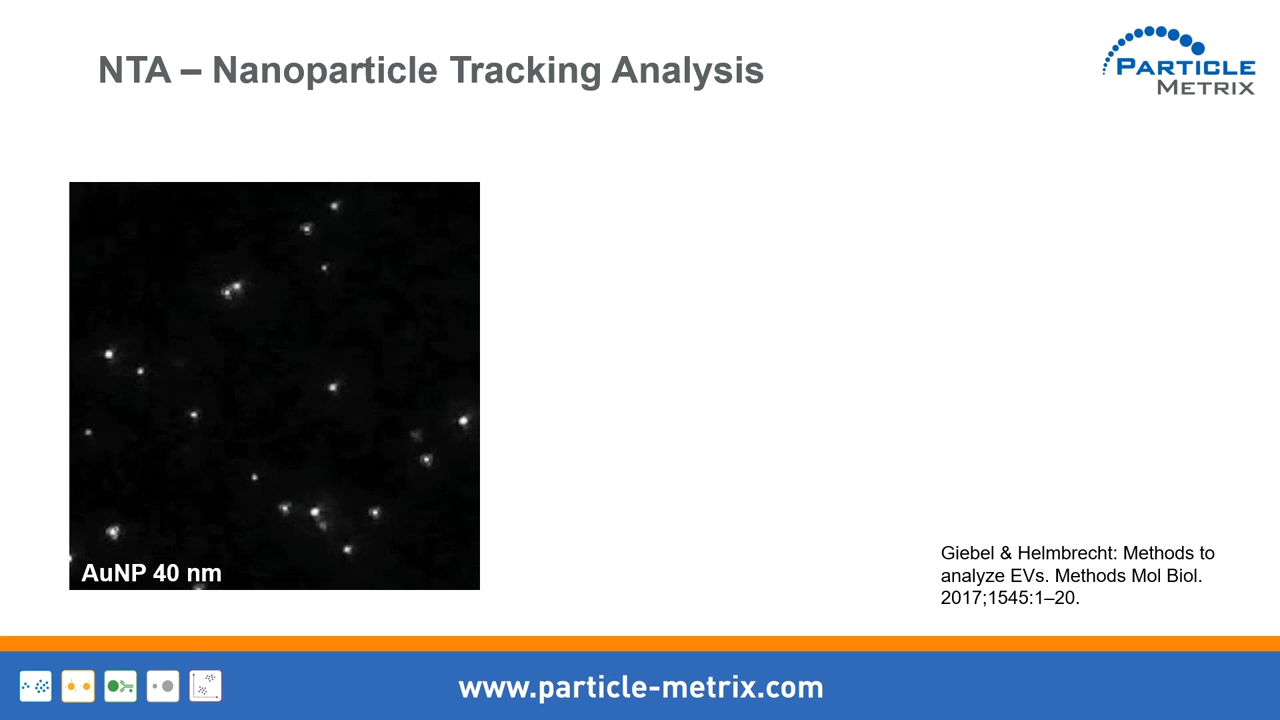 NTA – Nanoparticle Tracking Analysis
PARTICLE
METRIX
AuNP 40 nm
Giebel & Helmbrecht: Methods to
analyze EVs. Methods Mol Biol.
2017;1545:1–20.
www.particle-metrix.com